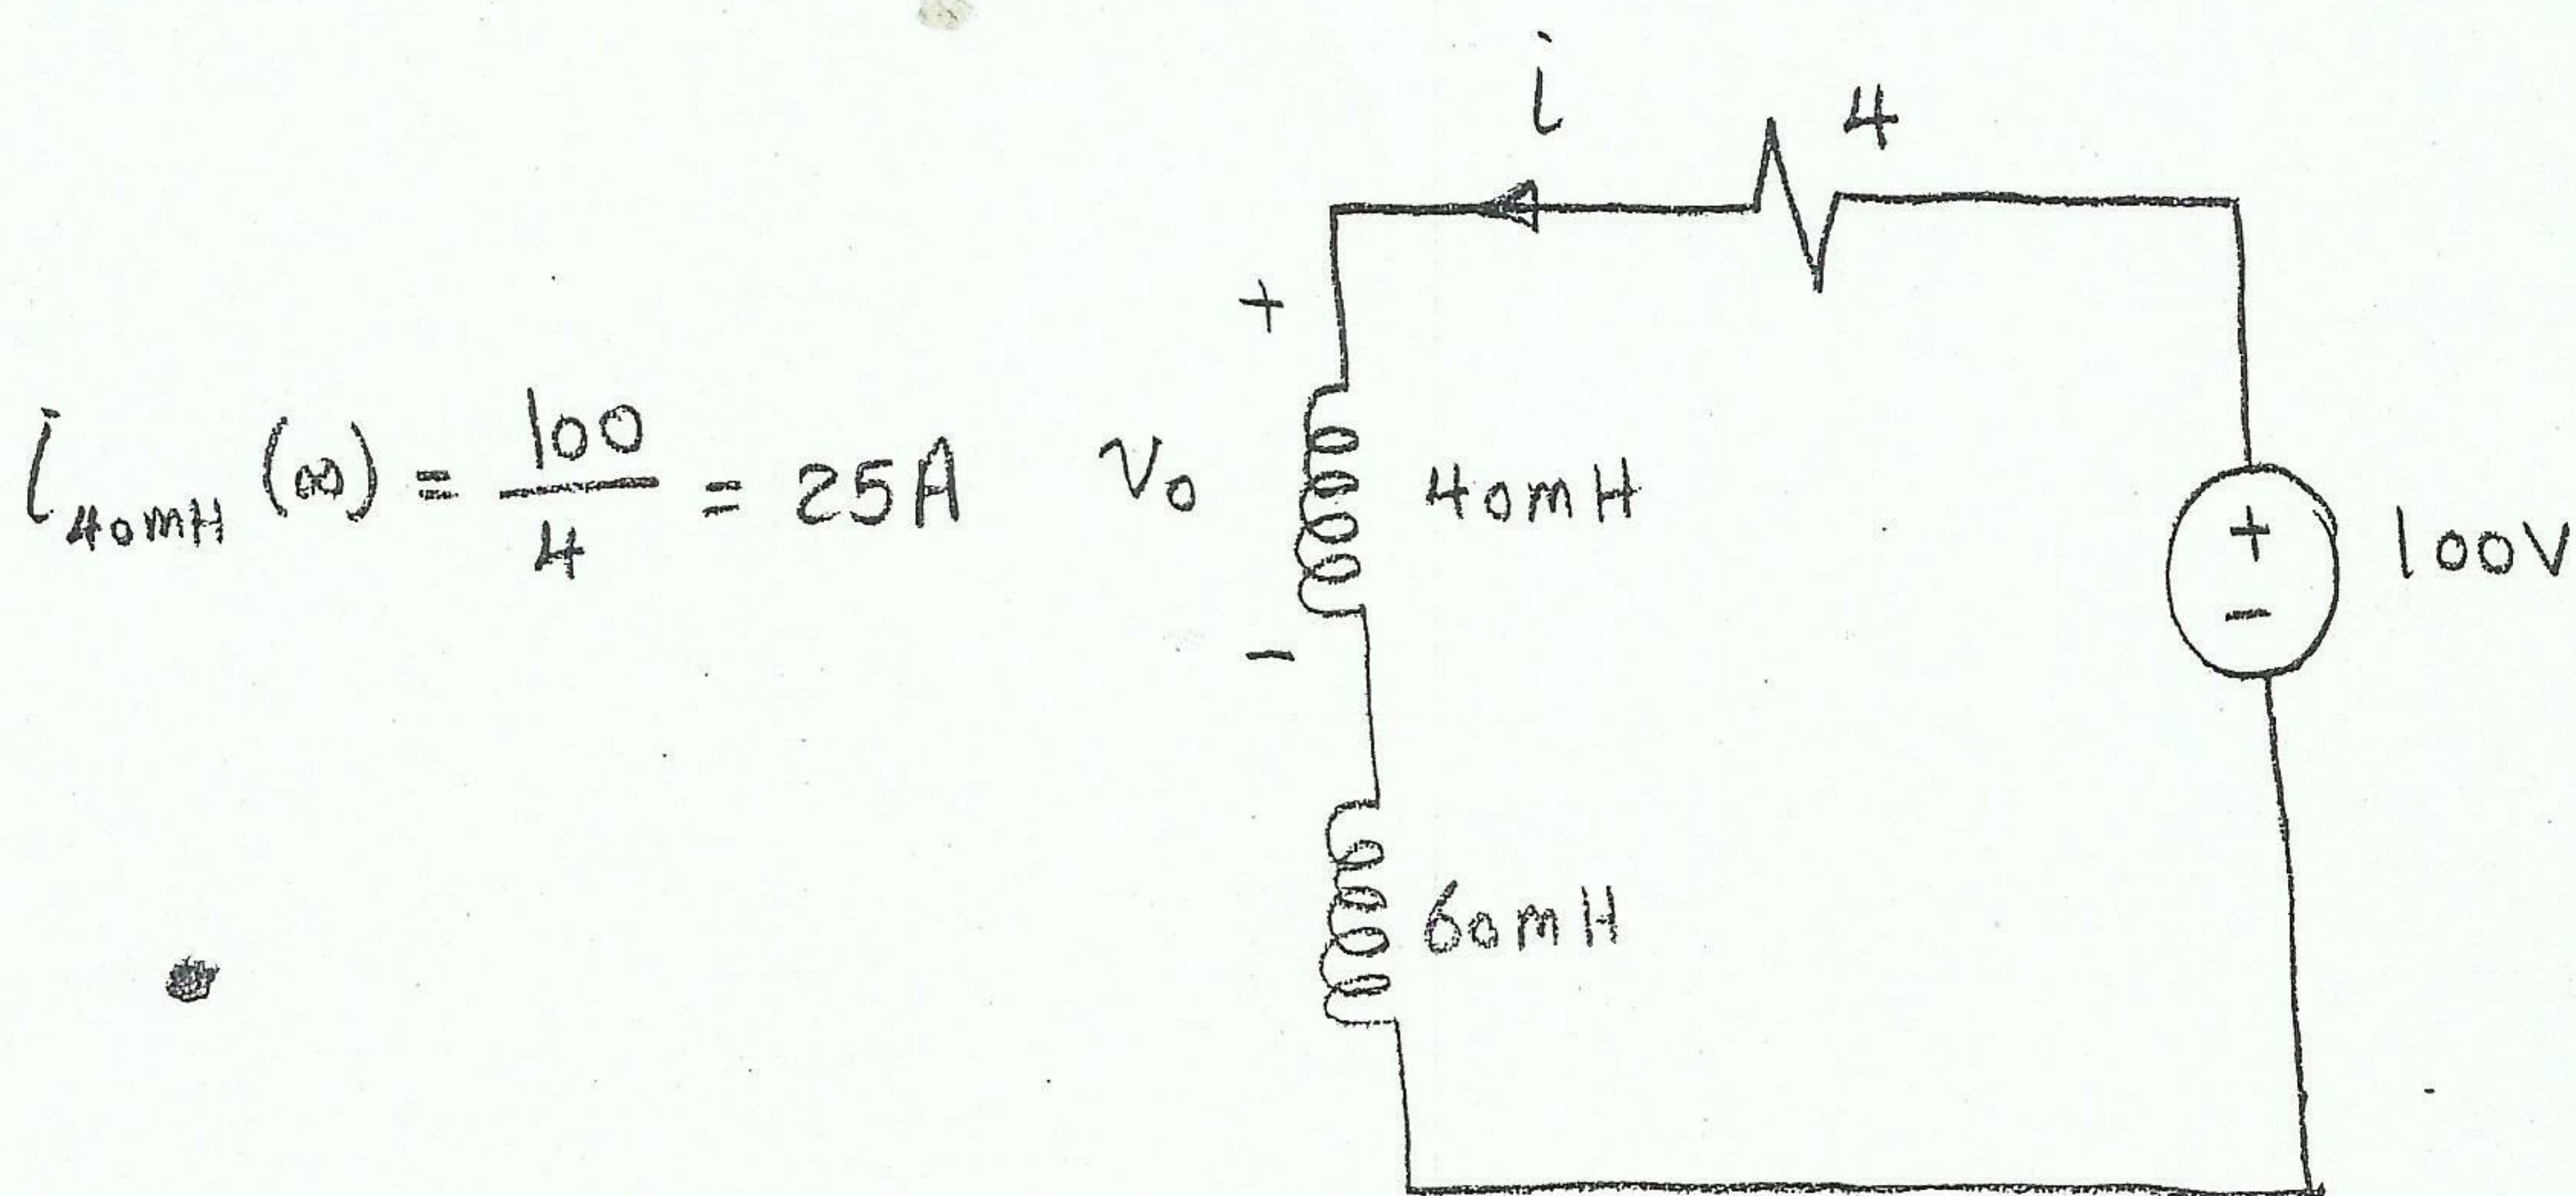 i
4
+
i40mH (∞) = 100/4 = 25A
v0
40mH
+
−
100V
−
60mH